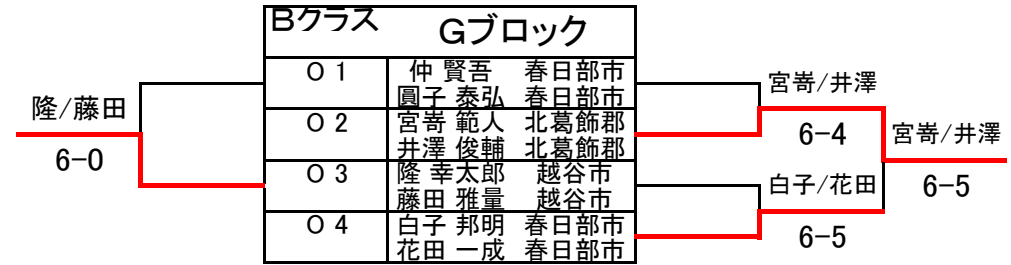 Bクラス Gブロック
O 1 仲 賢吾 春日部市
圓子 泰弘 春日部市
O 2 宮嵜 範人 北葛飾郡
井澤 俊輔 北葛飾郡
O 3 隆 幸太郎 越谷市
藤田 雅量 越谷市
O 4 白子 邦明 春日部市
花田 一成 春日部市
隆/藤田
6-0
宮嵜/井澤
6-4
白子/花田
6-5
宮嵜/井澤
6-5